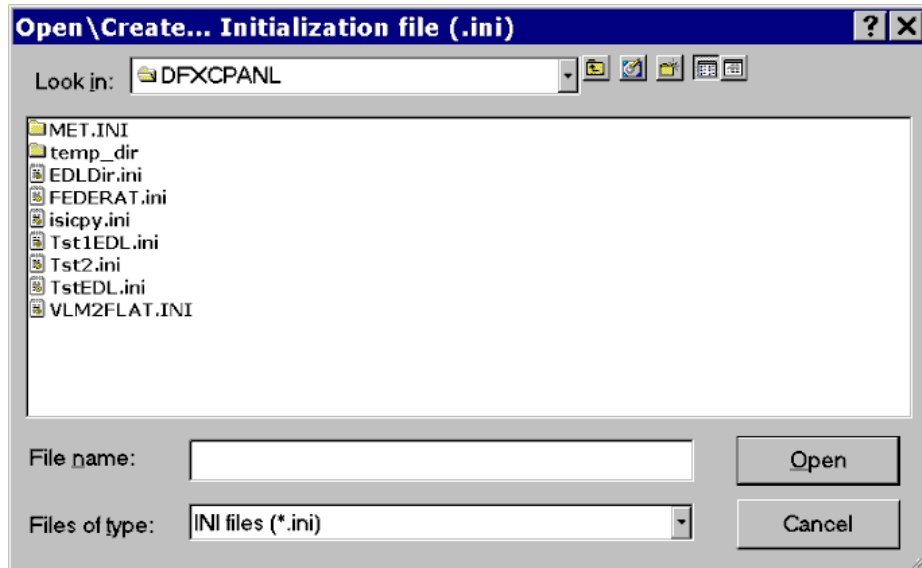 Open\Create... Initialization file (.ini)
Look in: DFXCPANL
MET.INI
temp_dir
EDLDir.ini
FEDERAT.ini
isicpy.ini
Tst1EDL.ini
Tst2.ini
TstEDL.ini
VLM2FLAT.INI
File name: Open
Files of type: INI files (*.ini) Cancel